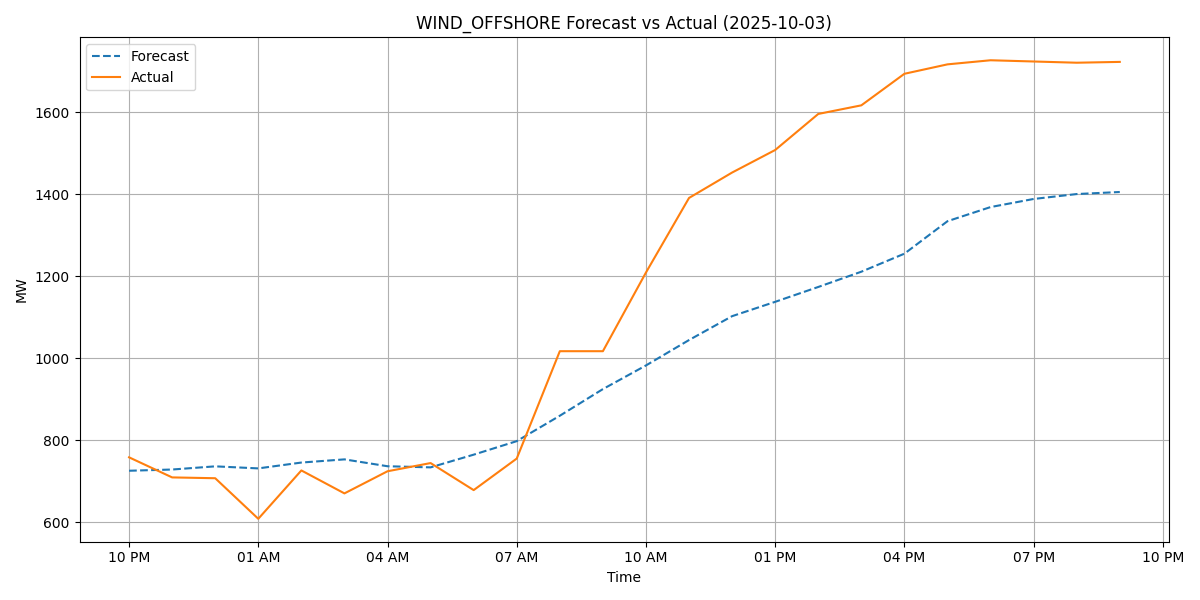 WIND_OFFSHORE Forecast vs Actual (2025-10-03)
Forecast
Actual
MW
1600
1400
1200
1000
800
600
10 PM 01 AM 04 AM 07 AM 10 AM 01 PM 04 PM 07 PM 10 PM
Time